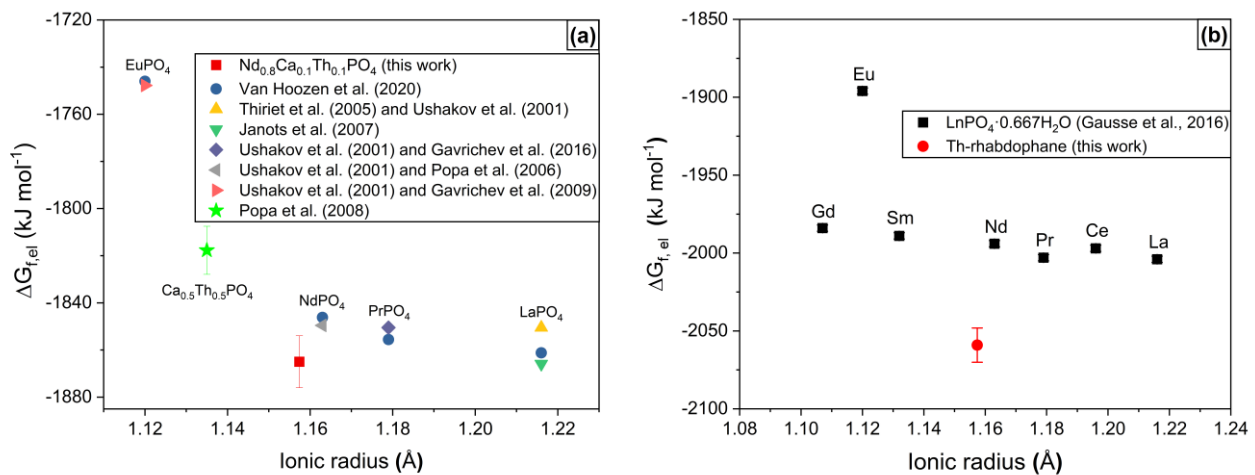 (a)
-1720
-1760
-1800
-1840
-1880
ΔG_f,el (kJ mol⁻¹)
EuPO₄
Nd₀.₈Ca₀.₁Th₀.₁PO₄ (this work)
Van Hoozen et al. (2020)
Thiriet et al. (2005) and Ushakov et al. (2001)
Janots et al. (2007)
Ushakov et al. (2001) and Gavrichev et al. (2016)
Ushakov et al. (2001) and Popa et al. (2006)
Ushakov et al. (2001) and Gavrichev et al. (2009)
Popa et al. (2008)
Ca₀.₅Th₀.₅PO₄
NdPO₄
PrPO₄
LaPO₄
1.12 1.14 1.16 1.18 1.20 1.22
Ionic radius (Å)
(b)
-1850
-1900
-1950
-2000
-2050
-2100
ΔG_f, el (kJ mol⁻¹)
Eu
LnPO₄·0.667H₂O (Gausse et al., 2016)
Th-rhabdophane (this work)
Gd Sm Nd Pr Ce La
1.08 1.10 1.12 1.14 1.16 1.18 1.20 1.22 1.24
Ionic radius (Å)